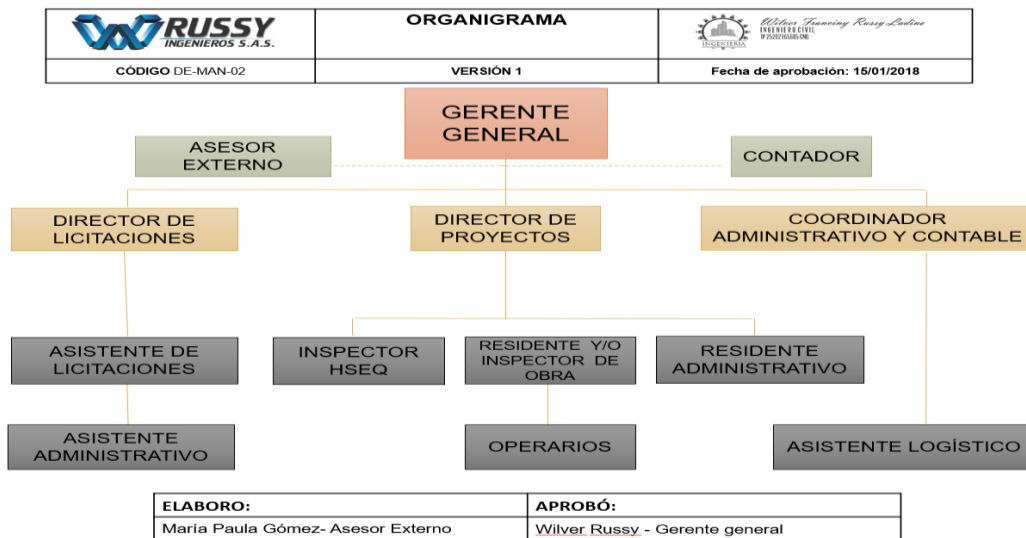 RUSSY
INGENIEROS S.A.S.
ORGANIGRAMA
INGENIERÍA
Wilver Franciny Russy Ladino
INGENIERO CIVIL
CÓDIGO DE-MAN-02
VERSIÓN 1
Fecha de aprobación: 15/01/2018
GERENTE
GENERAL
ASESOR
EXTERNO
CONTADOR
DIRECTOR DE
LICITACIONES
DIRECTOR DE
PROYECTOS
COORDINADOR
ADMINISTRATIVO Y CONTABLE
ASISTENTE DE
LICITACIONES
INSPECTOR
HSEQ
RESIDENTE Y/O
INSPECTOR DE
OBRA
RESIDENTE
ADMINISTRATIVO
ASISTENTE
ADMINISTRATIVO
OPERARIOS
ASISTENTE LOGÍSTICO
ELABORO:
APROBÓ:
María Paula Gómez- Asesor Externo
Wilver Russy - Gerente general